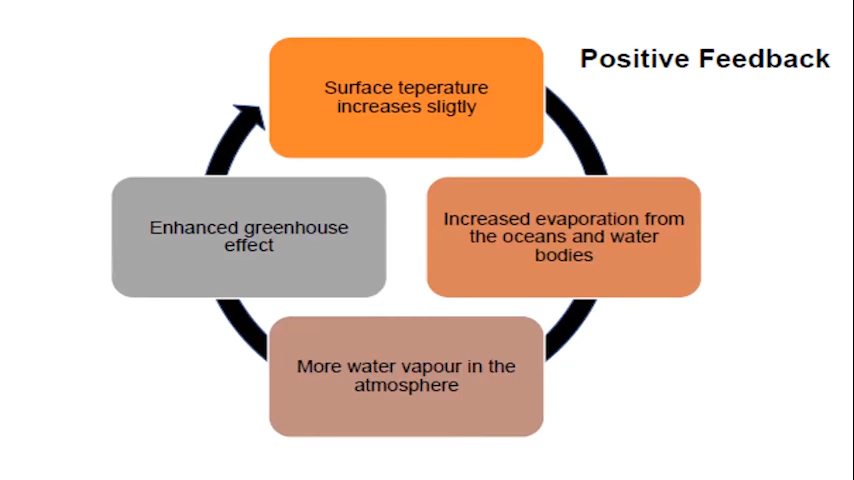 Positive Feedback
Surface teperature
increases sligtly
Increased evaporation from
the oceans and water
bodies
More water vapour in the
atmosphere
Enhanced greenhouse
effect